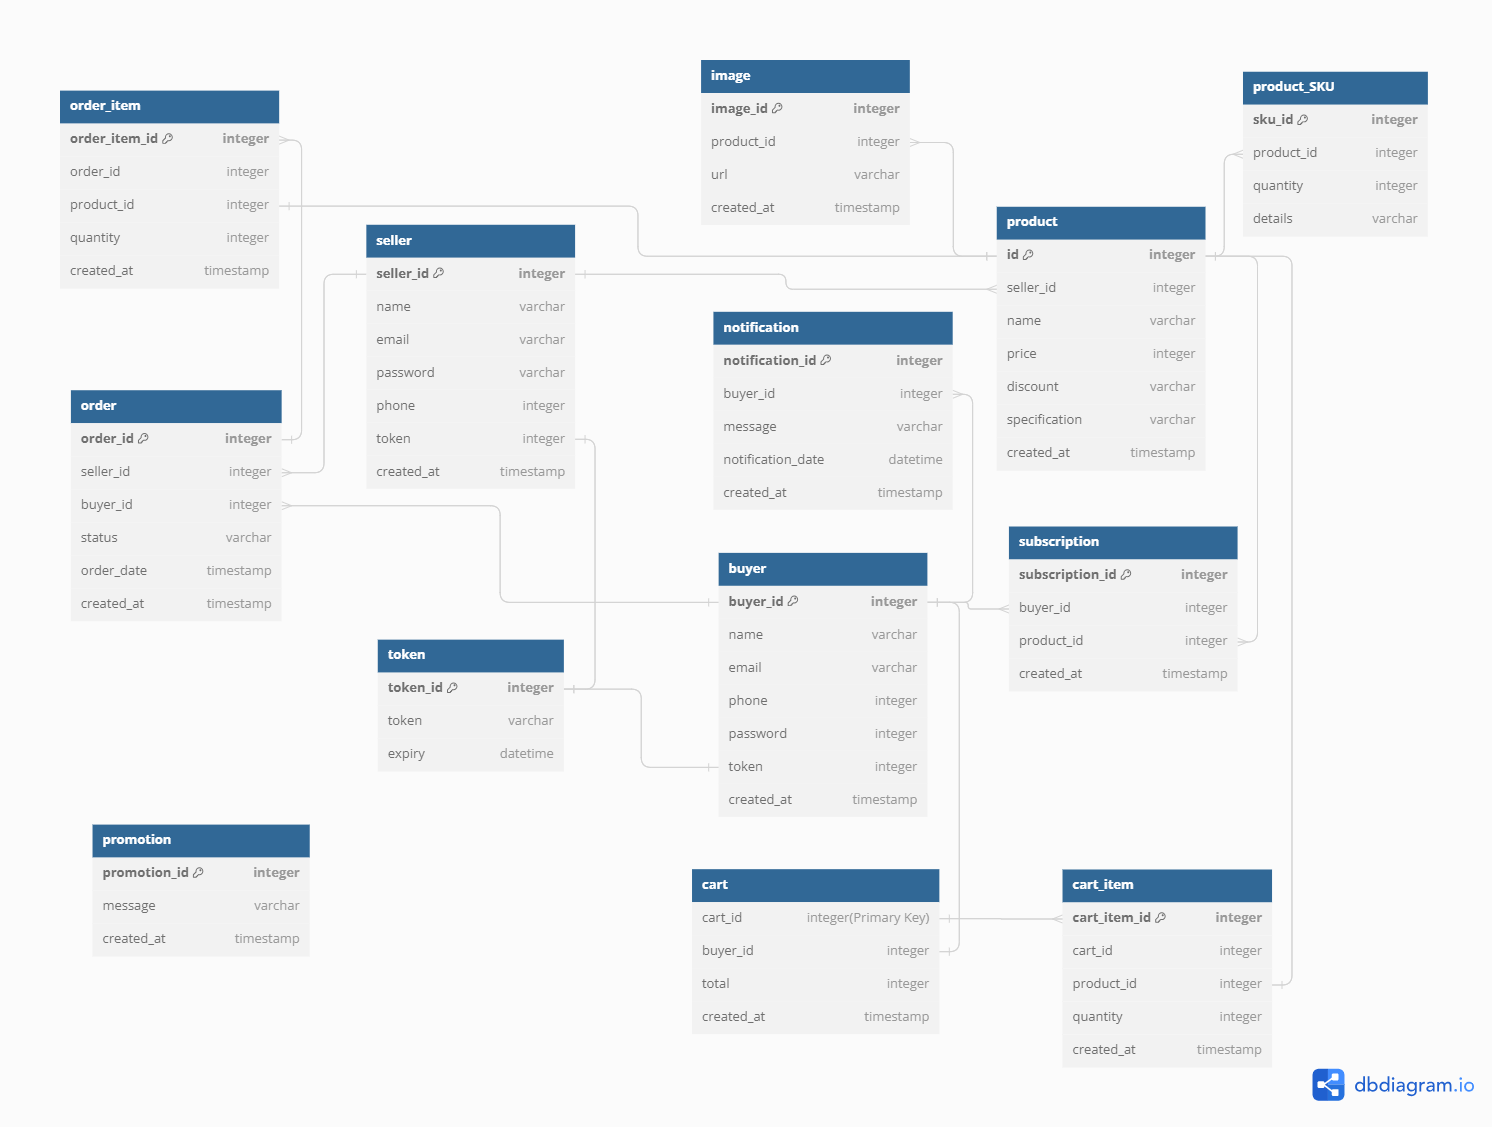 order_item
order_item_id integer
order_id integer
product_id integer
quantity integer
created_at timestamp
image
image_id integer
product_id integer
url varchar
created_at timestamp
product_SKU
sku_id integer
product_id integer
quantity integer
details varchar
seller
seller_id integer
name varchar
email varchar
password varchar
phone integer
token integer
created_at timestamp
product
id integer
seller_id integer
name varchar
price integer
discount varchar
specification varchar
created_at timestamp
notification
notification_id integer
buyer_id integer
message varchar
notification_date datetime
created_at timestamp
order
order_id integer
seller_id integer
buyer_id integer
status varchar
order_date timestamp
created_at timestamp
buyer
buyer_id integer
name varchar
email varchar
phone integer
password integer
token integer
created_at timestamp
subscription
subscription_id integer
buyer_id integer
product_id integer
created_at timestamp
token
token_id integer
token varchar
expiry datetime
promotion
promotion_id integer
message varchar
created_at timestamp
cart
cart_id integer(Primary Key)
buyer_id integer
total integer
created_at timestamp
cart_item
cart_item_id integer
cart_id integer
product_id integer
quantity integer
created_at timestamp
dbdiagram.io